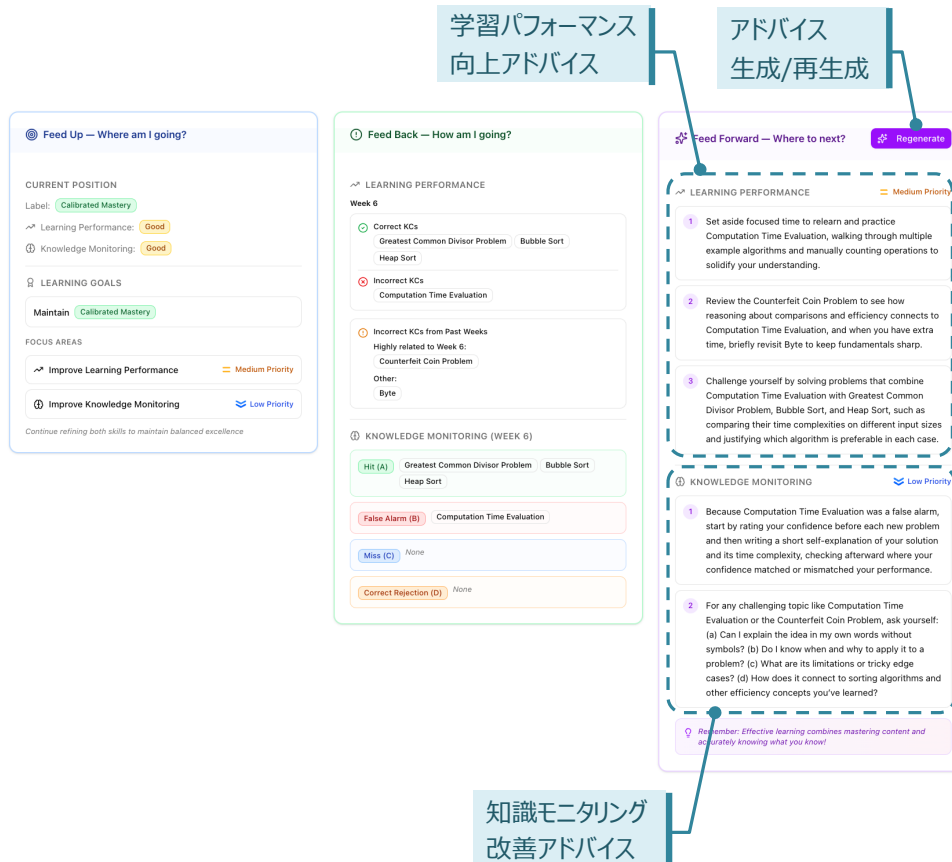 学習パフォーマンス
向上アドバイス
アドバイス
生成/再生成
Feed Up — Where am I going?
CURRENT POSITION
Label: Calibrated Mastery
Learning Performance: Good
Knowledge Monitoring: Good
LEARNING GOALS
Maintain Calibrated Mastery
FOCUS AREAS
Improve Learning Performance Medium Priority
Improve Knowledge Monitoring Low Priority
Continue refining both skills to maintain balanced excellence
Feed Back — How am I going?
LEARNING PERFORMANCE
Week 6
Correct KCs
Greatest Common Divisor Problem Bubble Sort
Heap Sort
Incorrect KCs
Computation Time Evaluation
Incorrect KCs from Past Weeks
Highly related to Week 6:
Counterfeit Coin Problem
Other:
Byte
KNOWLEDGE MONITORING (WEEK 6)
Hit (A) Greatest Common Divisor Problem Bubble Sort
Heap Sort
False Alarm (B) Computation Time Evaluation
Miss (C) None
Correct Rejection (D) None
Feed Forward — Where to next? Regenerate
LEARNING PERFORMANCE Medium Priority
1 Set aside focused time to relearn and practice
Computation Time Evaluation, walking through multiple
example algorithms and manually counting operations to
solidify your understanding.
2 Review the Counterfeit Coin Problem to see how
reasoning about comparisons and efficiency connects to
Computation Time Evaluation, and when you have extra
time, briefly revisit Byte to keep fundamentals sharp.
3 Challenge yourself by solving problems that combine
Computation Time Evaluation with Greatest Common
Divisor Problem, Bubble Sort, and Heap Sort, such as
comparing their time complexities on different input sizes
and justifying which algorithm is preferable in each case.
KNOWLEDGE MONITORING Low Priority
1 Because Computation Time Evaluation was a false alarm,
start by rating your confidence before each new problem
and then writing a short self-explanation of your solution
and its time complexity, checking afterward where your
confidence matched or mismatched your performance.
2 For any challenging topic like Computation Time
Evaluation or the Counterfeit Coin Problem, ask yourself:
(a) Can I explain the idea in my own words without
symbols? (b) Do I know when and why to apply it to a
problem? (c) What are its limitations or tricky edge
cases? (d) How does it connect to sorting algorithms and
other efficiency concepts you've learned?
Remember: Effective learning combines mastering content and
accurately knowing what you know!
知識モニタリング
改善アドバイス